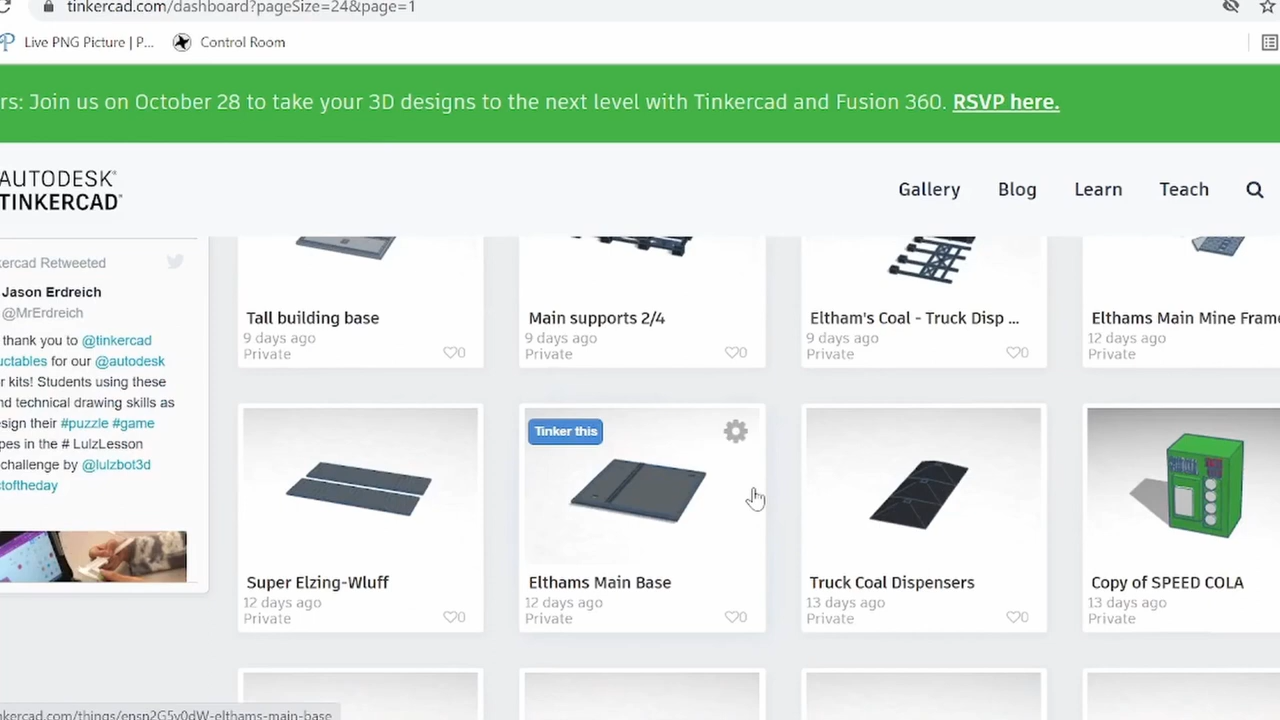 tinkercad.com/dashboard?pageSize=24&page=1
Live PNG Picture | P...
Control Room
rs: Join us on October 28 to take your 3D designs to the next level with Tinkercad and Fusion 360. RSVP here.
AUTODESK
TINKERCAD
Gallery
Blog
Learn
Teach
kercad Retweeted
Jason Erdreich
@MrErdreich
thank you to @tinkercad
uctables for our @autodesk
r kits! Students using these
nd technical drawing skills as
esign their #puzzle #game
ypes in the # LulzLesson
challenge by @lulzbot3d
ctoftheday
Tall building base
9 days ago
Private
0
Main supports 2/4
9 days ago
Private
0
Eltham's Coal - Truck Disp ...
9 days ago
Private
0
Elthams Main Mine Frame
12 days ago
Private
Super Elzing-Wluff
12 days ago
Private
0
Tinker this
Elthams Main Base
12 days ago
Private
0
Truck Coal Dispensers
13 days ago
Private
0
Copy of SPEED COLA
13 days ago
Private
nkercad.com/things/ensn2G5v0dW-elthams-main-base